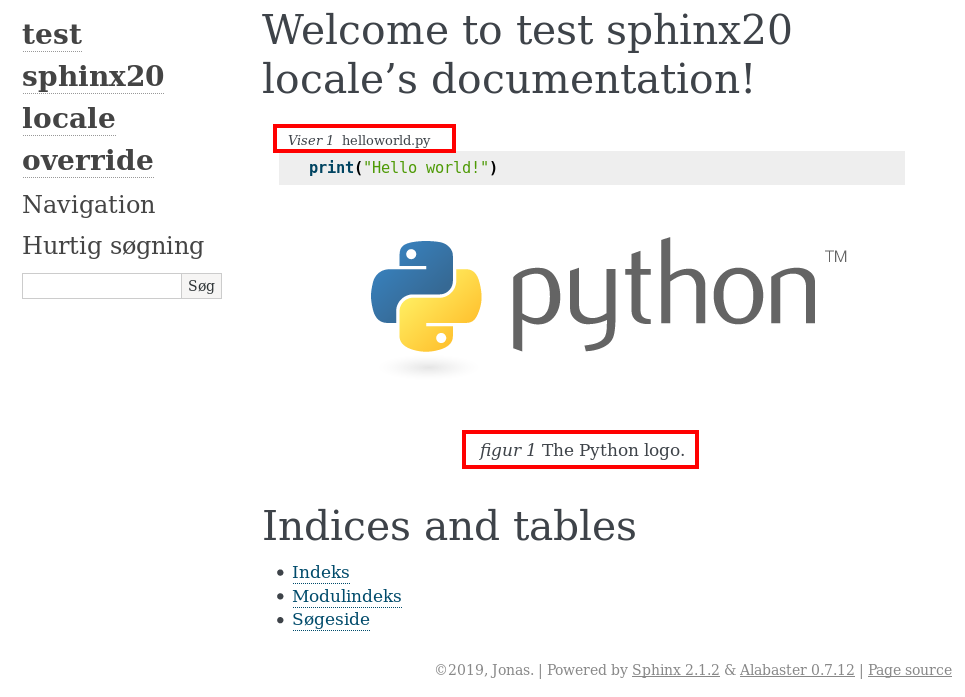 test
sphinx20
locale
override
Navigation
Hurtig søgning
Søg
Welcome to test sphinx20
locale’s documentation!
Viser 1 helloworld.py
print("Hello world!")
python™
figur 1 The Python logo.
Indices and tables
Indeks
Modulindeks
Søgeside
©2019, Jonas. | Powered by Sphinx 2.1.2 & Alabaster 0.7.12 | Page source